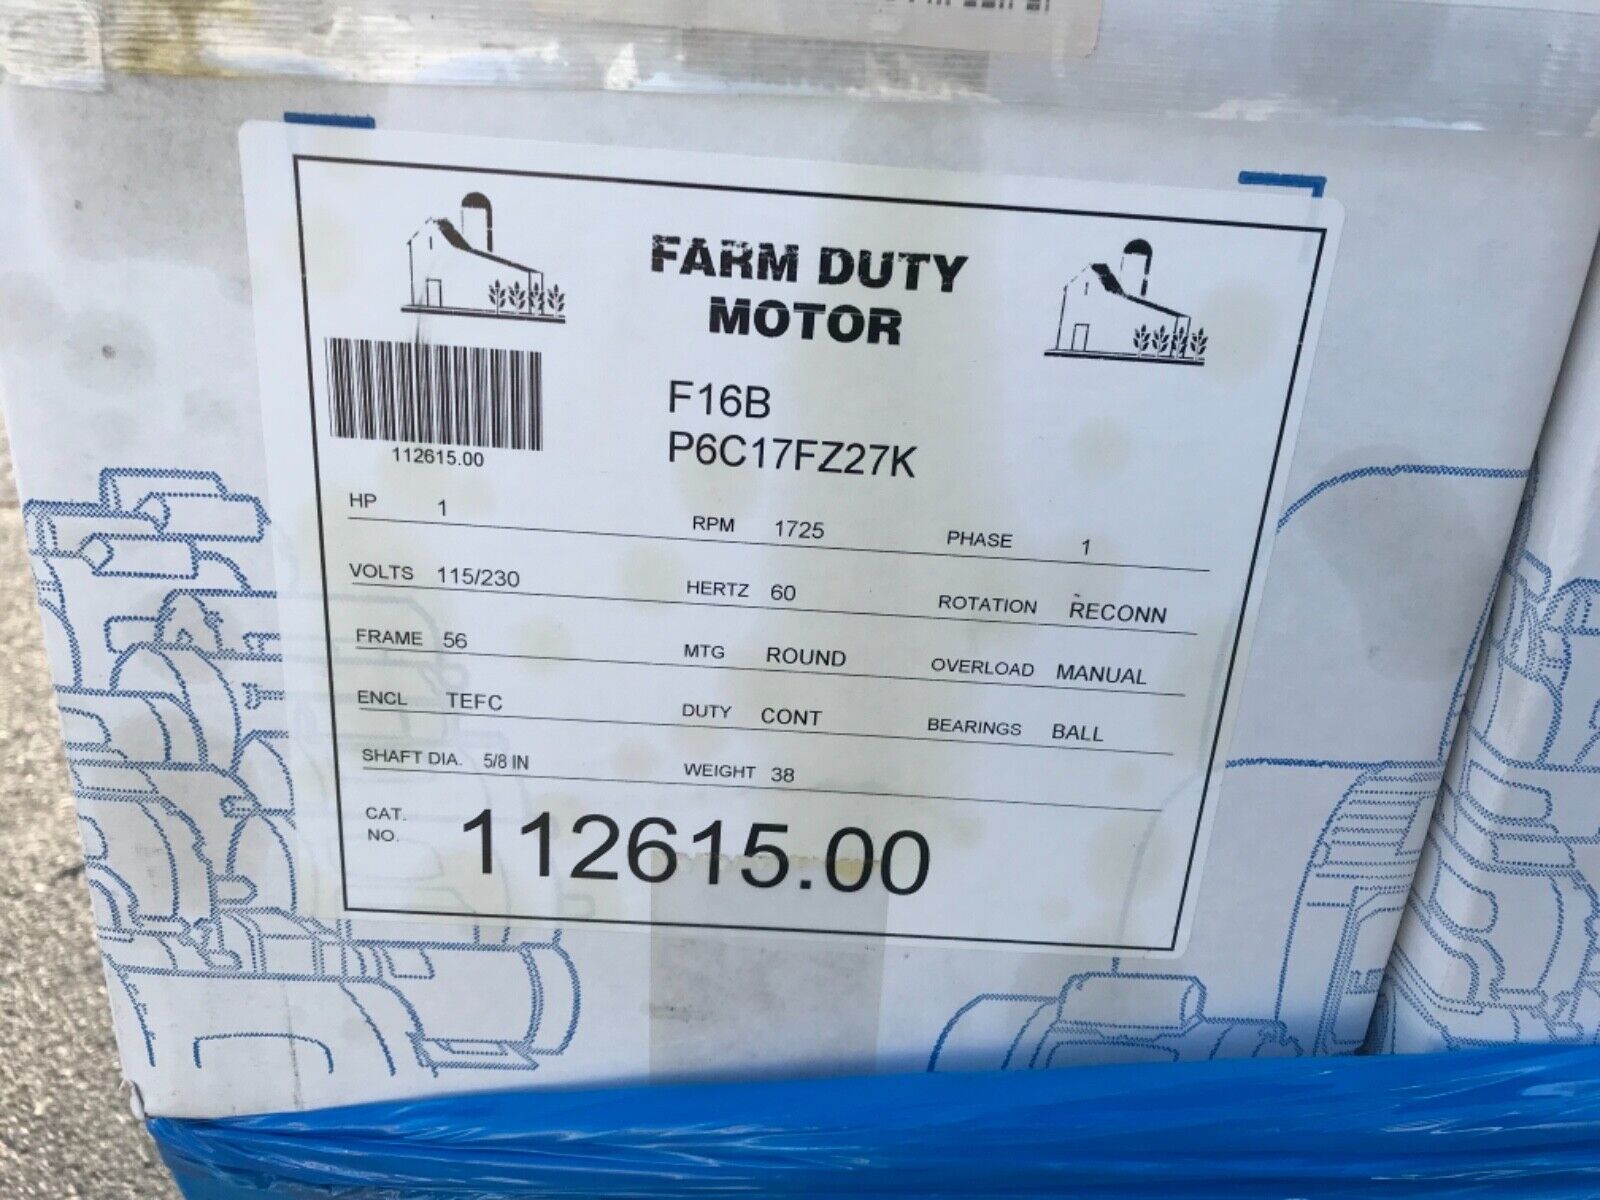 FARM DUTY
MOTOR
F16B
P6C17FZ27K
112615.00
HP 1 RPM 1725 PHASE 1
VOLTS 115/230 HERTZ 60 ROTATION RECONN
FRAME 56 MTG ROUND OVERLOAD MANUAL
ENCL TEFC DUTY CONT BEARINGS BALL
SHAFT DIA. 5/8 IN WEIGHT 38
CAT.
NO. 112615.00